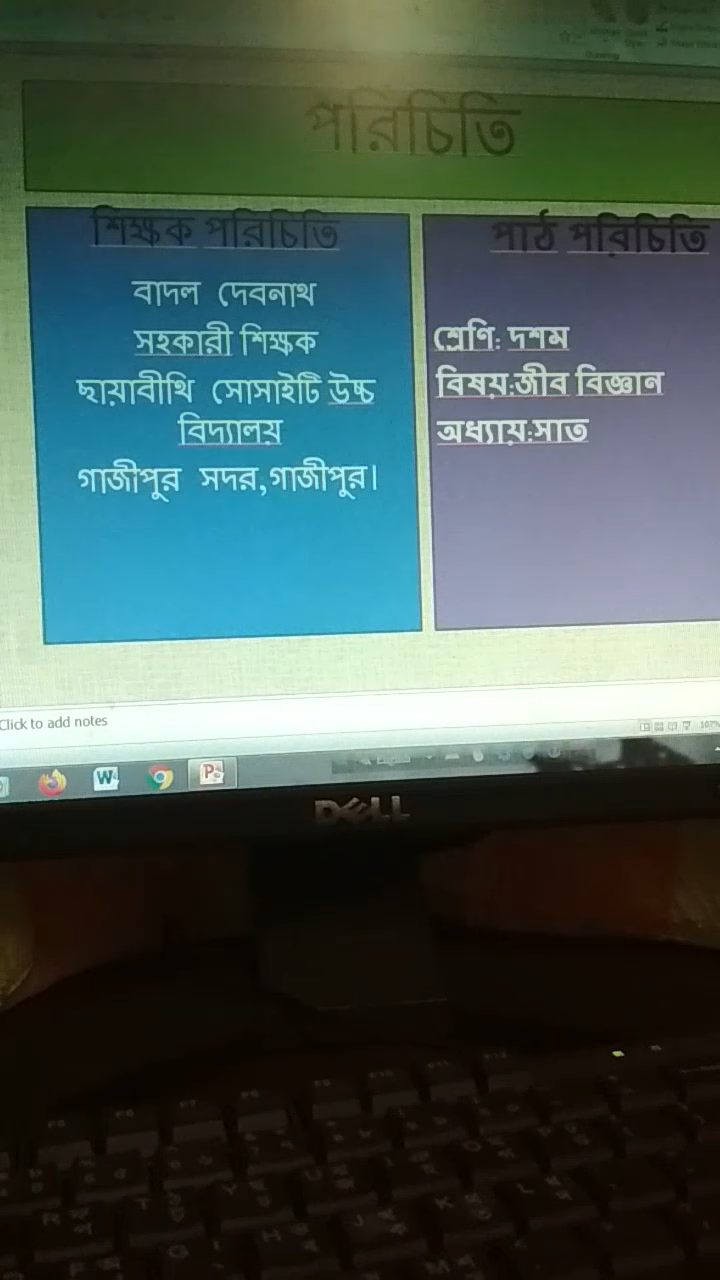 পরিচিতি
শিক্ষক পরিচিতি
বাদল দেবনাথ
সহকারী শিক্ষক
ছায়াবীথি সোসাইটি উচ্চ
বিদ্যালয়
গাজীপুর সদর,গাজীপুর।
পাঠ পরিচিতি
শ্রেণি: দশম
বিষয়:জীব বিজ্ঞান
অধ্যায়:সাত
Click to add notes
107%
DELL